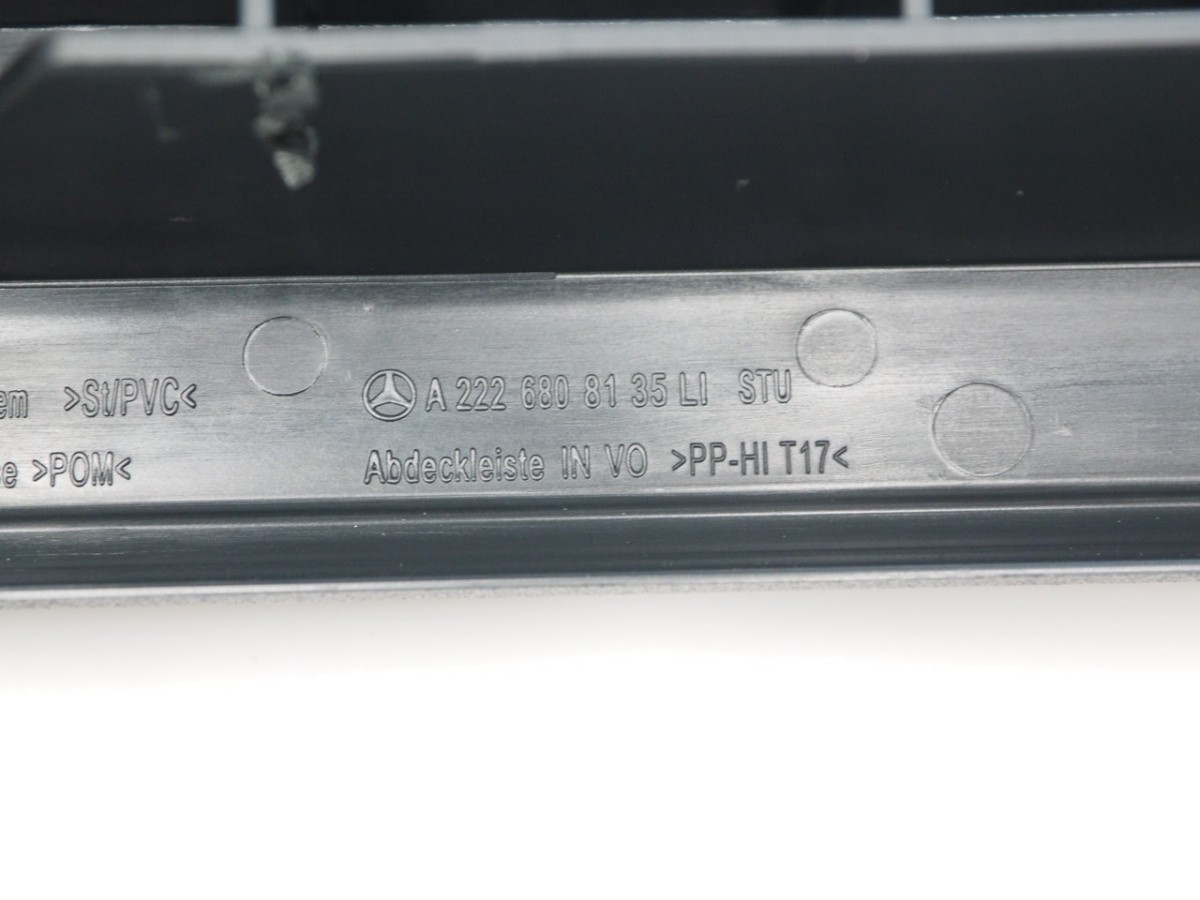 em >St/PVC< A 222 680 81 35 LI STU
e >POM< Abdeckleiste IN VO >PP-HI T17<